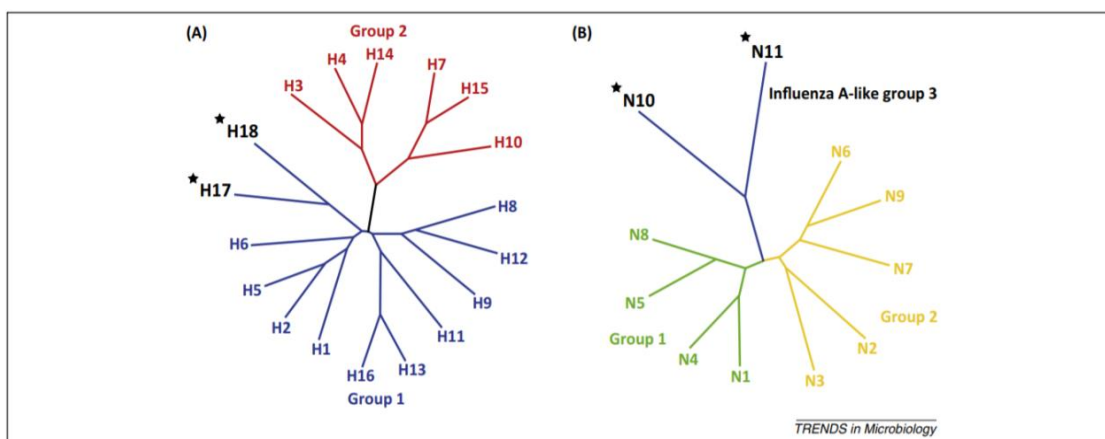 (A)
Group 2
H4
H14
H3
H7
H15
H18
H10
H17
H8
H6
H12
H5
H9
H2
H11
H1
H16
H13
Group 1
(B)
N11
N10
Influenza A-like group 3
N6
N9
N8
N7
N5
Group 2
Group 1
N4
N2
N1
N3
TRENDS in Microbiology